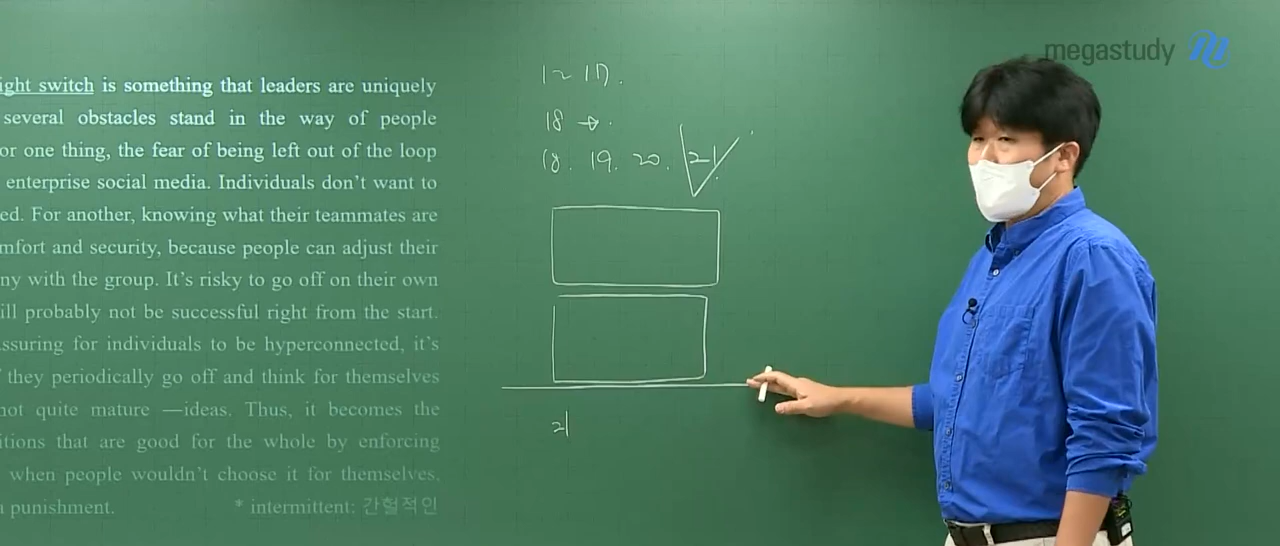 ight switch is something that leaders are uniquely
several obstacles stand in the way of people
or one thing, the fear of being left out of the loop
enterprise social media. Individuals don't want to
ed. For another, knowing what their teammates are
mfort and security, because people can adjust their
ny with the group. It's risky to go off on their own
ill probably not be successful right from the start.
assuring for individuals to be hyperconnected, it's
they periodically go off and think for themselves
not quite mature —ideas. Thus, it becomes the
itions that are good for the whole by enforcing
when people wouldn't choose it for themselves,
a punishment.
* intermittent: 간헐적인
1~17.
18 →.
18. 19. 20. 21
21
megastudy